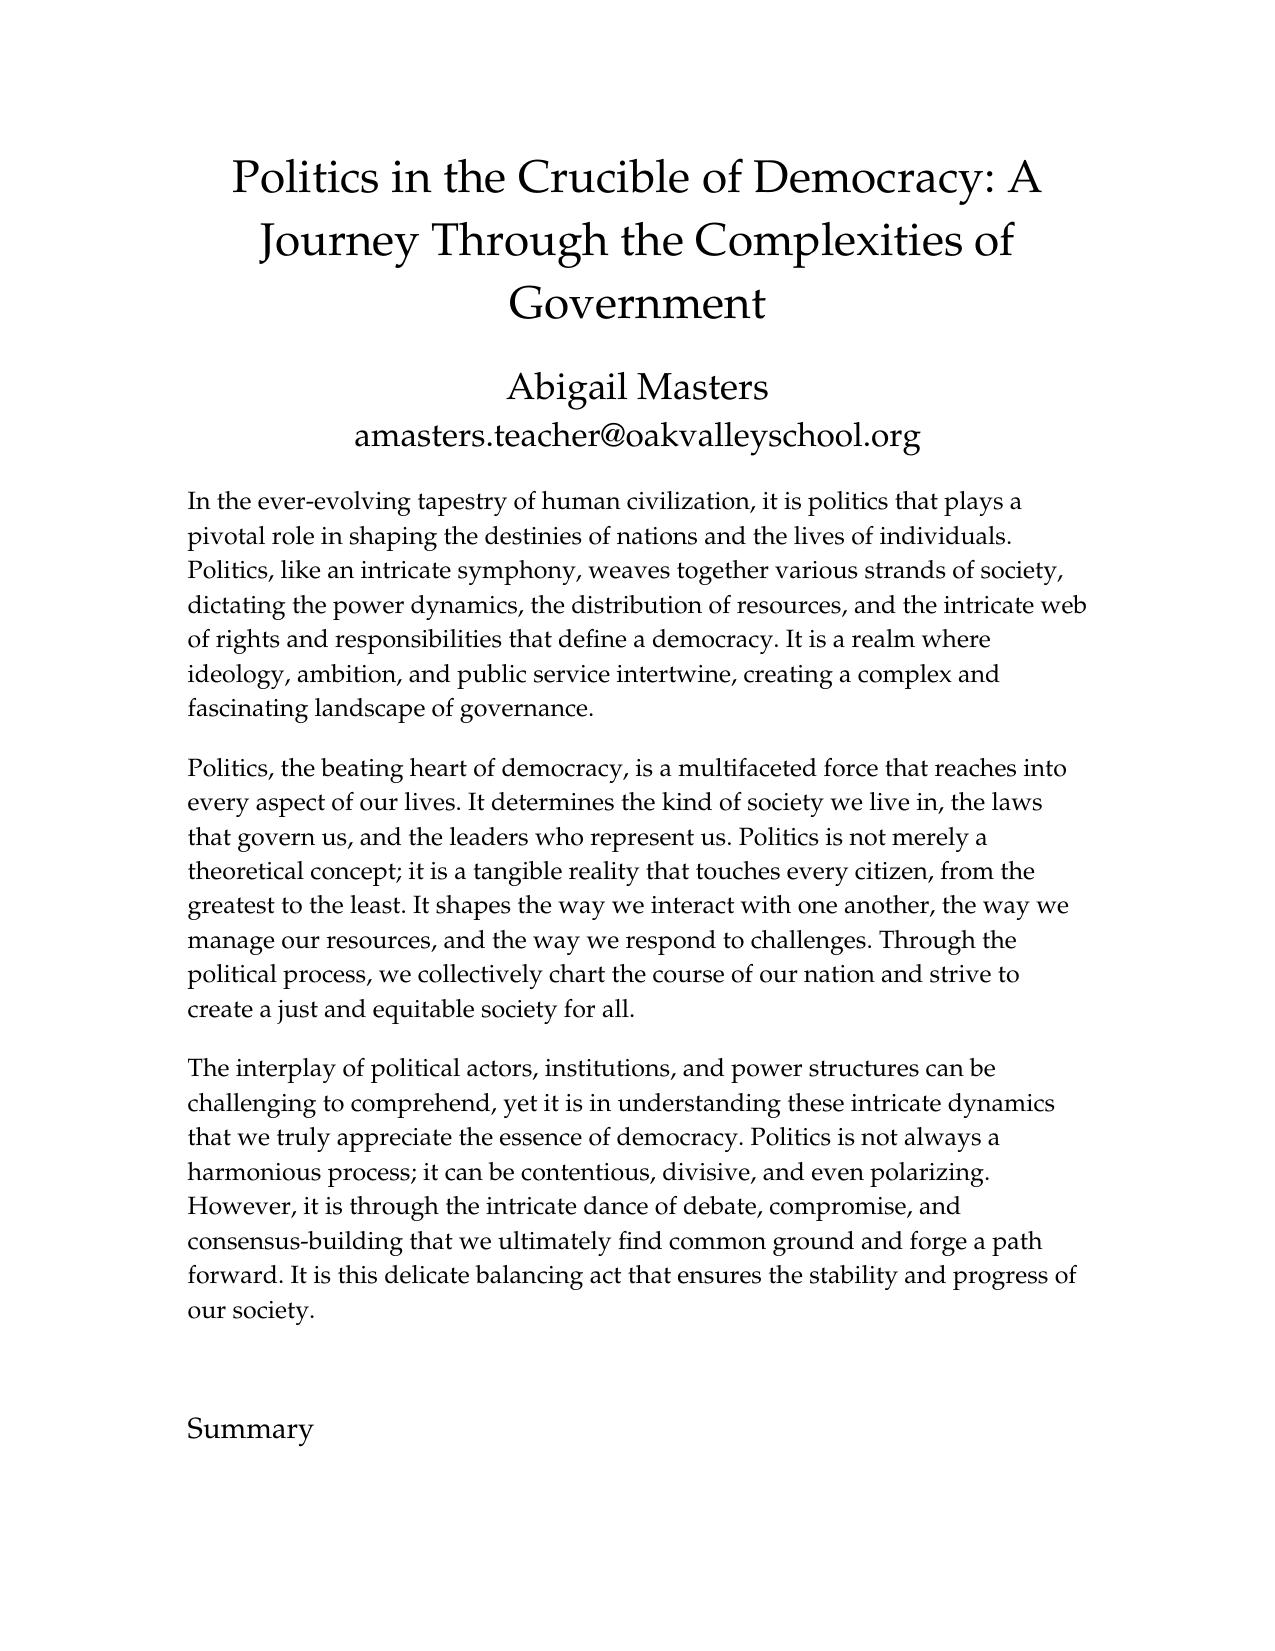 Politics in the Crucible of Democracy: A
Journey Through the Complexities of
Government
Abigail Masters
amasters.teacher@oakvalleyschool.org
In the ever-evolving tapestry of human civilization, it is politics that plays a
pivotal role in shaping the destinies of nations and the lives of individuals.
Politics, like an intricate symphony, weaves together various strands of society,
dictating the power dynamics, the distribution of resources, and the intricate web
of rights and responsibilities that define a democracy. It is a realm where
ideology, ambition, and public service intertwine, creating a complex and
fascinating landscape of governance.
Politics, the beating heart of democracy, is a multifaceted force that reaches into
every aspect of our lives. It determines the kind of society we live in, the laws
that govern us, and the leaders who represent us. Politics is not merely a
theoretical concept; it is a tangible reality that touches every citizen, from the
greatest to the least. It shapes the way we interact with one another, the way we
manage our resources, and the way we respond to challenges. Through the
political process, we collectively chart the course of our nation and strive to
create a just and equitable society for all.
The interplay of political actors, institutions, and power structures can be
challenging to comprehend, yet it is in understanding these intricate dynamics
that we truly appreciate the essence of democracy. Politics is not always a
harmonious process; it can be contentious, divisive, and even polarizing.
However, it is through the intricate dance of debate, compromise, and
consensus-building that we ultimately find common ground and forge a path
forward. It is this delicate balancing act that ensures the stability and progress of
our society.
Summary